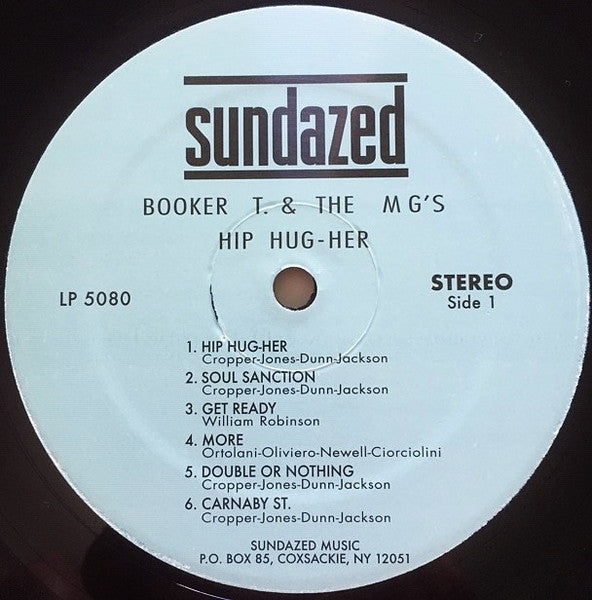 sundazed
BOOKER T. & THE MG'S
HIP HUG-HER
LP 5080
STEREO
Side 1
1. HIP HUG-HER
Cropper-Jones-Dunn-Jackson
2. SOUL SANCTION
Cropper-Jones-Dunn-Jackson
3. GET READY
William Robinson
4. MORE
Ortolani-Oliviero-Newell-Ciorciolini
5. DOUBLE OR NOTHING
Cropper-Jones-Dunn-Jackson
6. CARNABY ST.
Cropper-Jones-Dunn-Jackson
SUNDAZED MUSIC
P.O. BOX 85, COXSACKIE, NY 12051